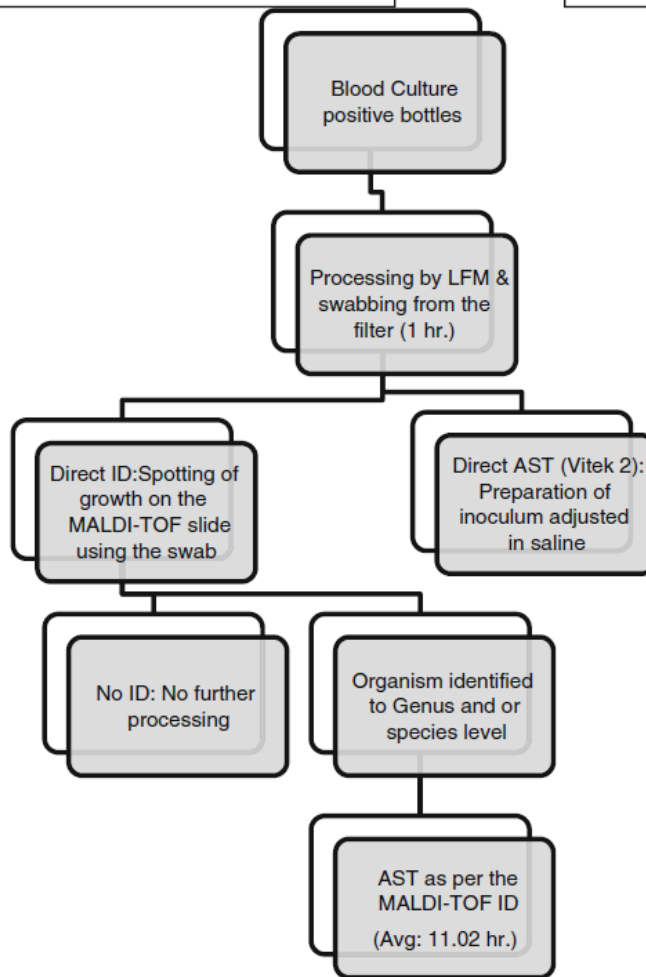 Blood Culture
positive bottles
Processing by LFM &
swabbing from the
filter (1 hr.)
Direct ID:Spotting of
growth on the
MALDI-TOF slide
using the swab
Direct AST (Vitek 2):
Preparation of
inoculum adjusted
in saline
No ID: No further
processing
Organism identified
to Genus and or
species level
AST as per the
MALDI-TOF ID
(Avg: 11.02 hr.)